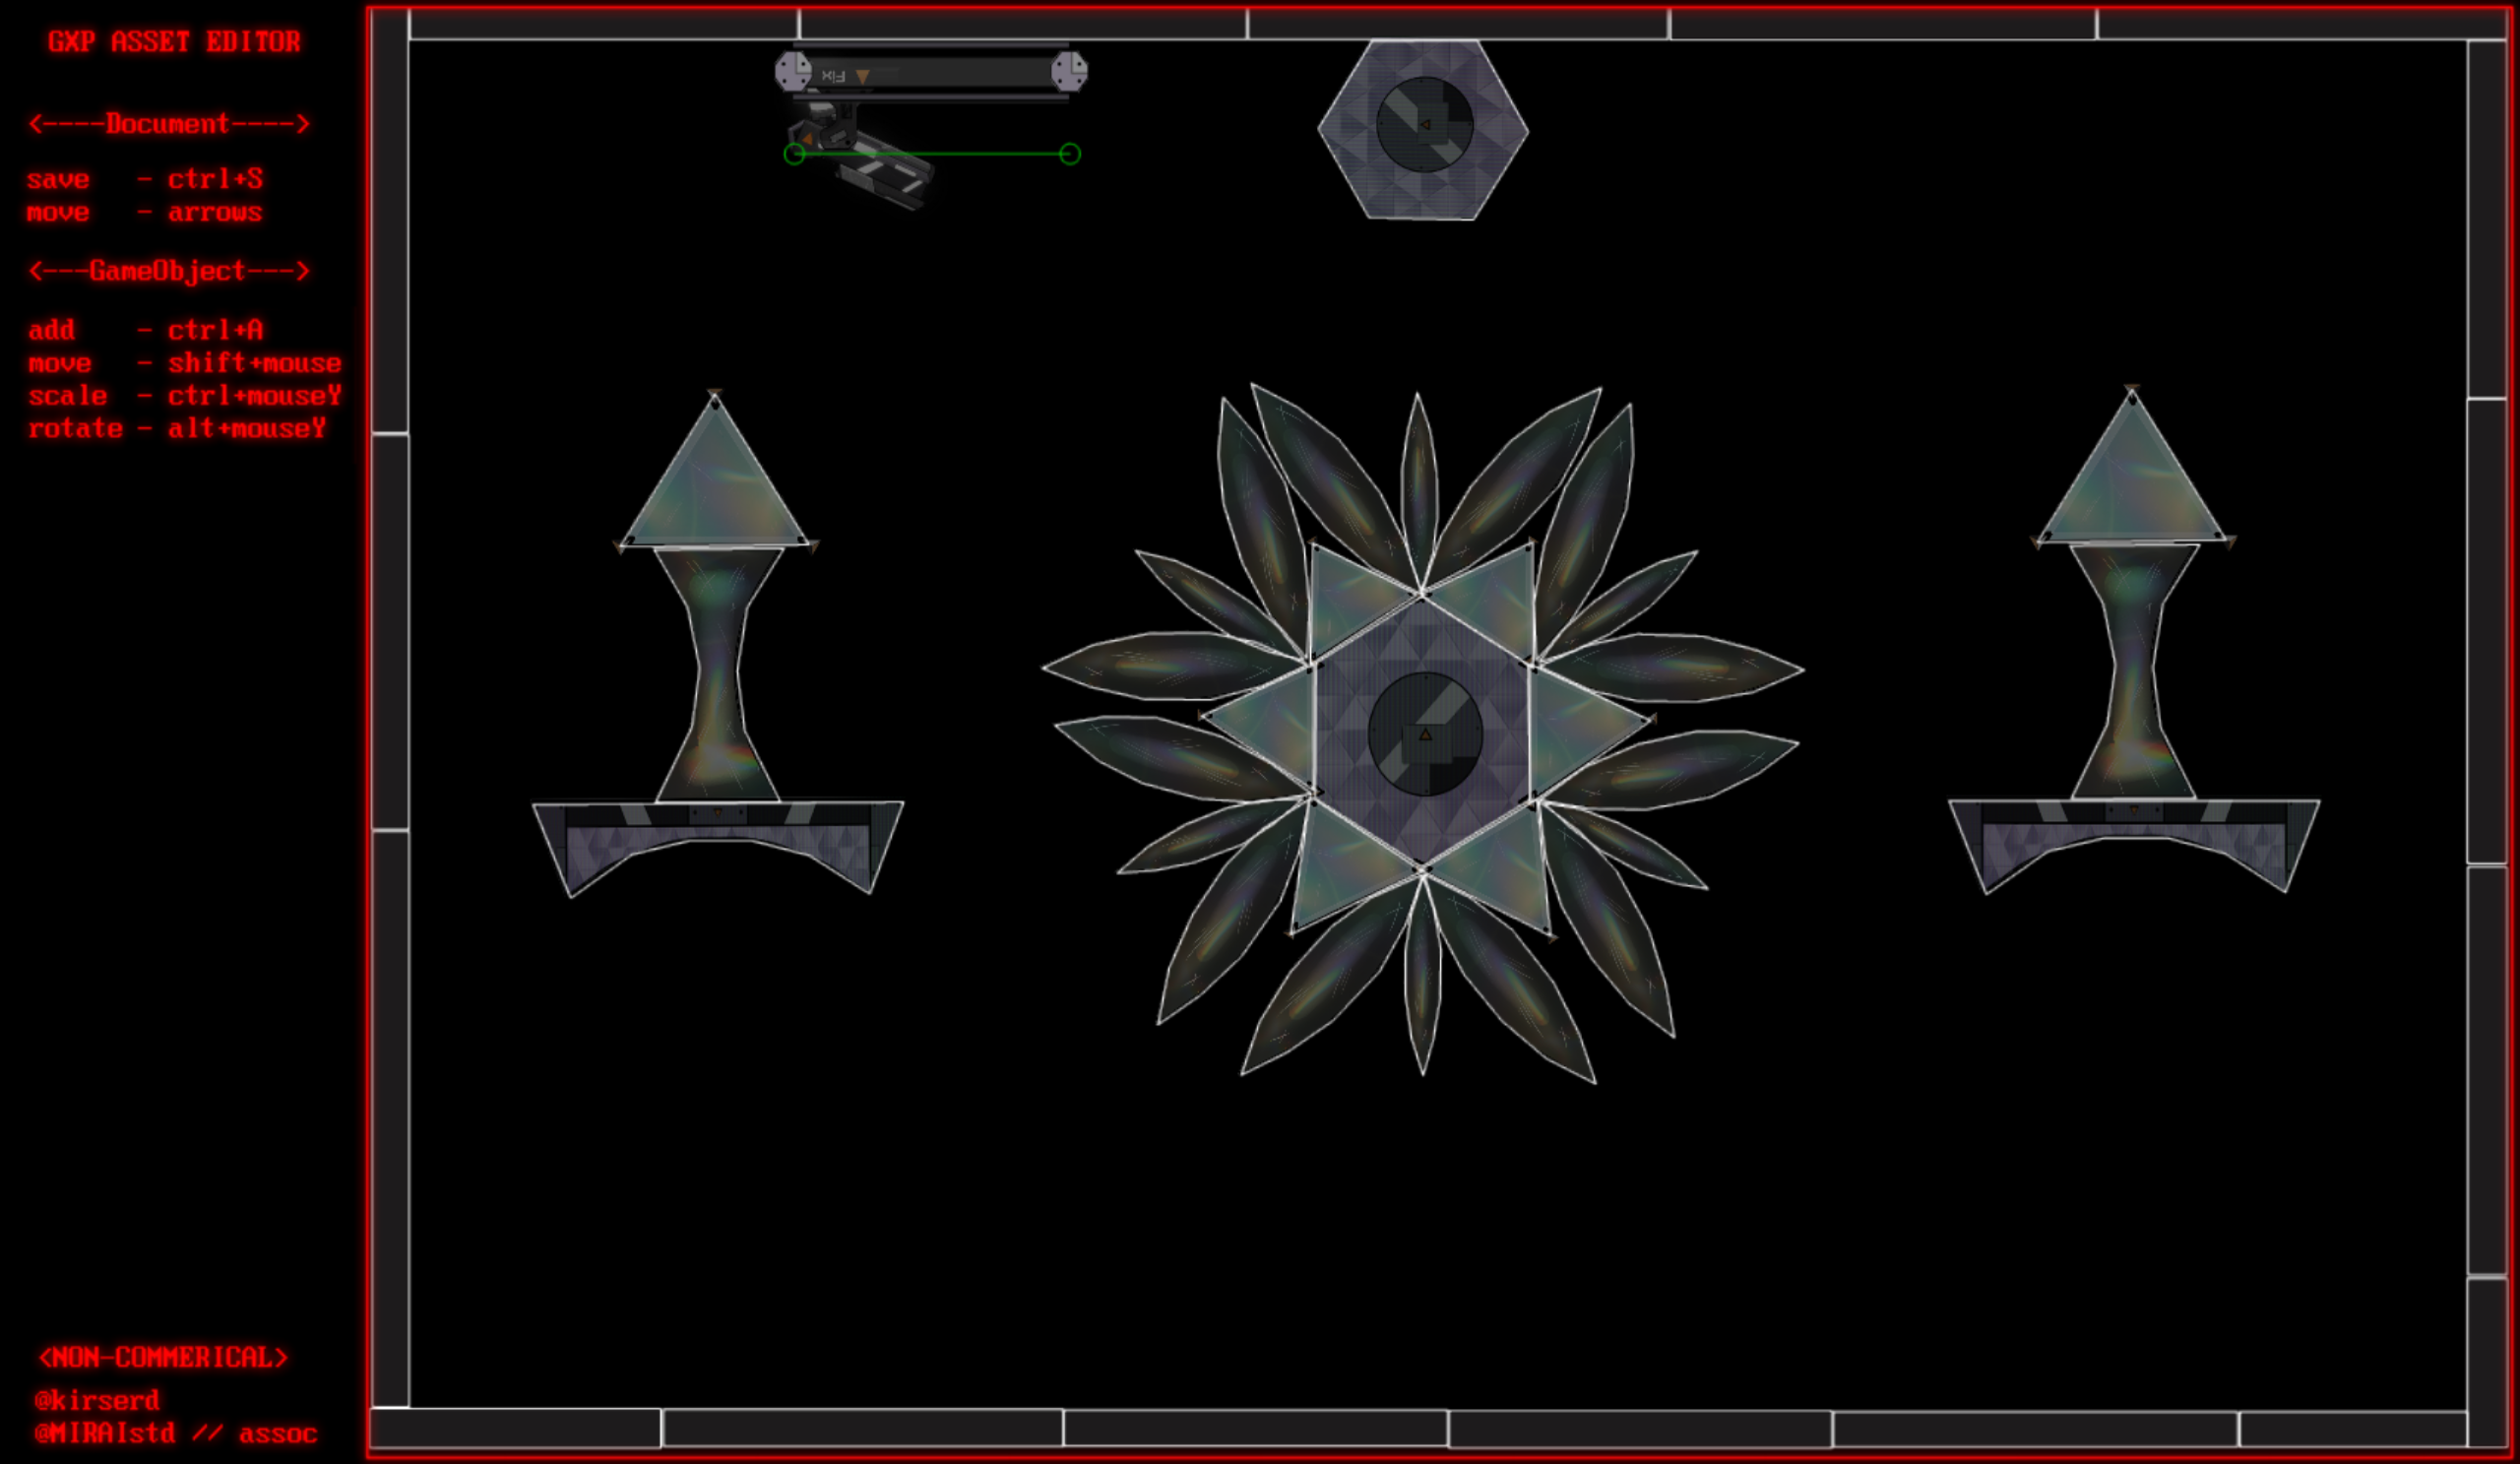 GXP ASSET EDITOR
<----Document---->
save - ctrl+S
move - arrows
<---GameObject--->
add - ctrl+A
move - shift+mouse
scale - ctrl+mouseY
rotate - alt+mouseY
<NON-COMMERICAL>
@kirserd
@MIRAIstd // assoc
Fix